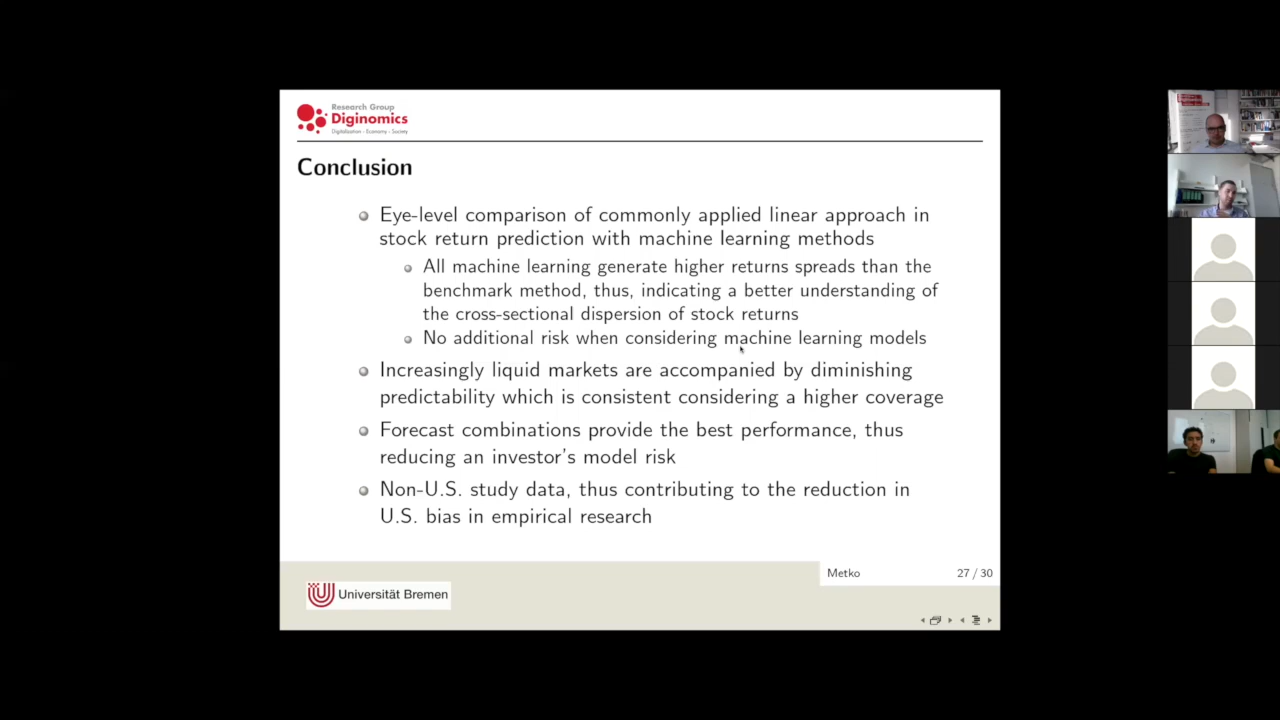 Research Group
Diginomics
Digitalization - Economy - Society
Conclusion
Eye-level comparison of commonly applied linear approach in
stock return prediction with machine learning methods
All machine learning generate higher returns spreads than the
benchmark method, thus, indicating a better understanding of
the cross-sectional dispersion of stock returns
No additional risk when considering machine learning models
Increasingly liquid markets are accompanied by diminishing
predictability which is consistent considering a higher coverage
Forecast combinations provide the best performance, thus
reducing an investor's model risk
Non-U.S. study data, thus contributing to the reduction in
U.S. bias in empirical research
Metko 27 / 30
Universität Bremen